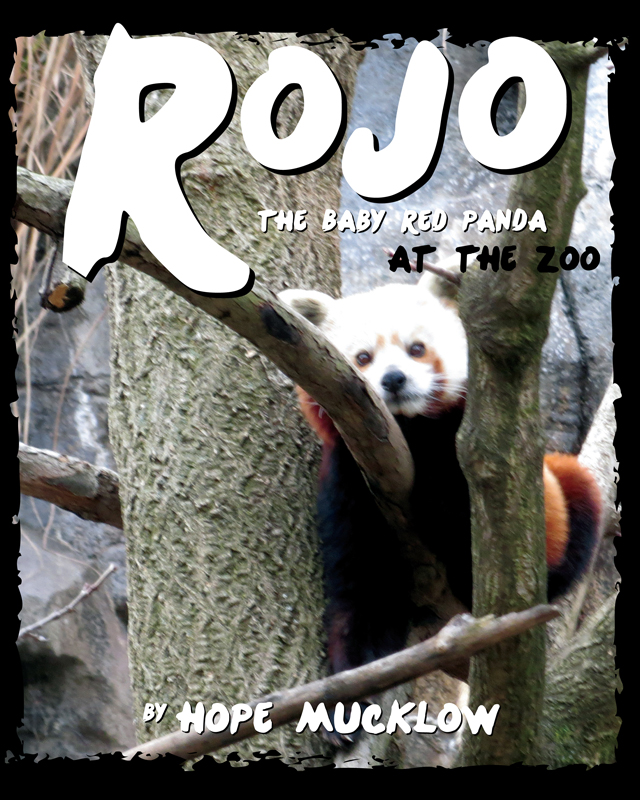 ROJO
THE BABY RED PANDA
AT THE ZOO
BY HOPE MUCKLOW